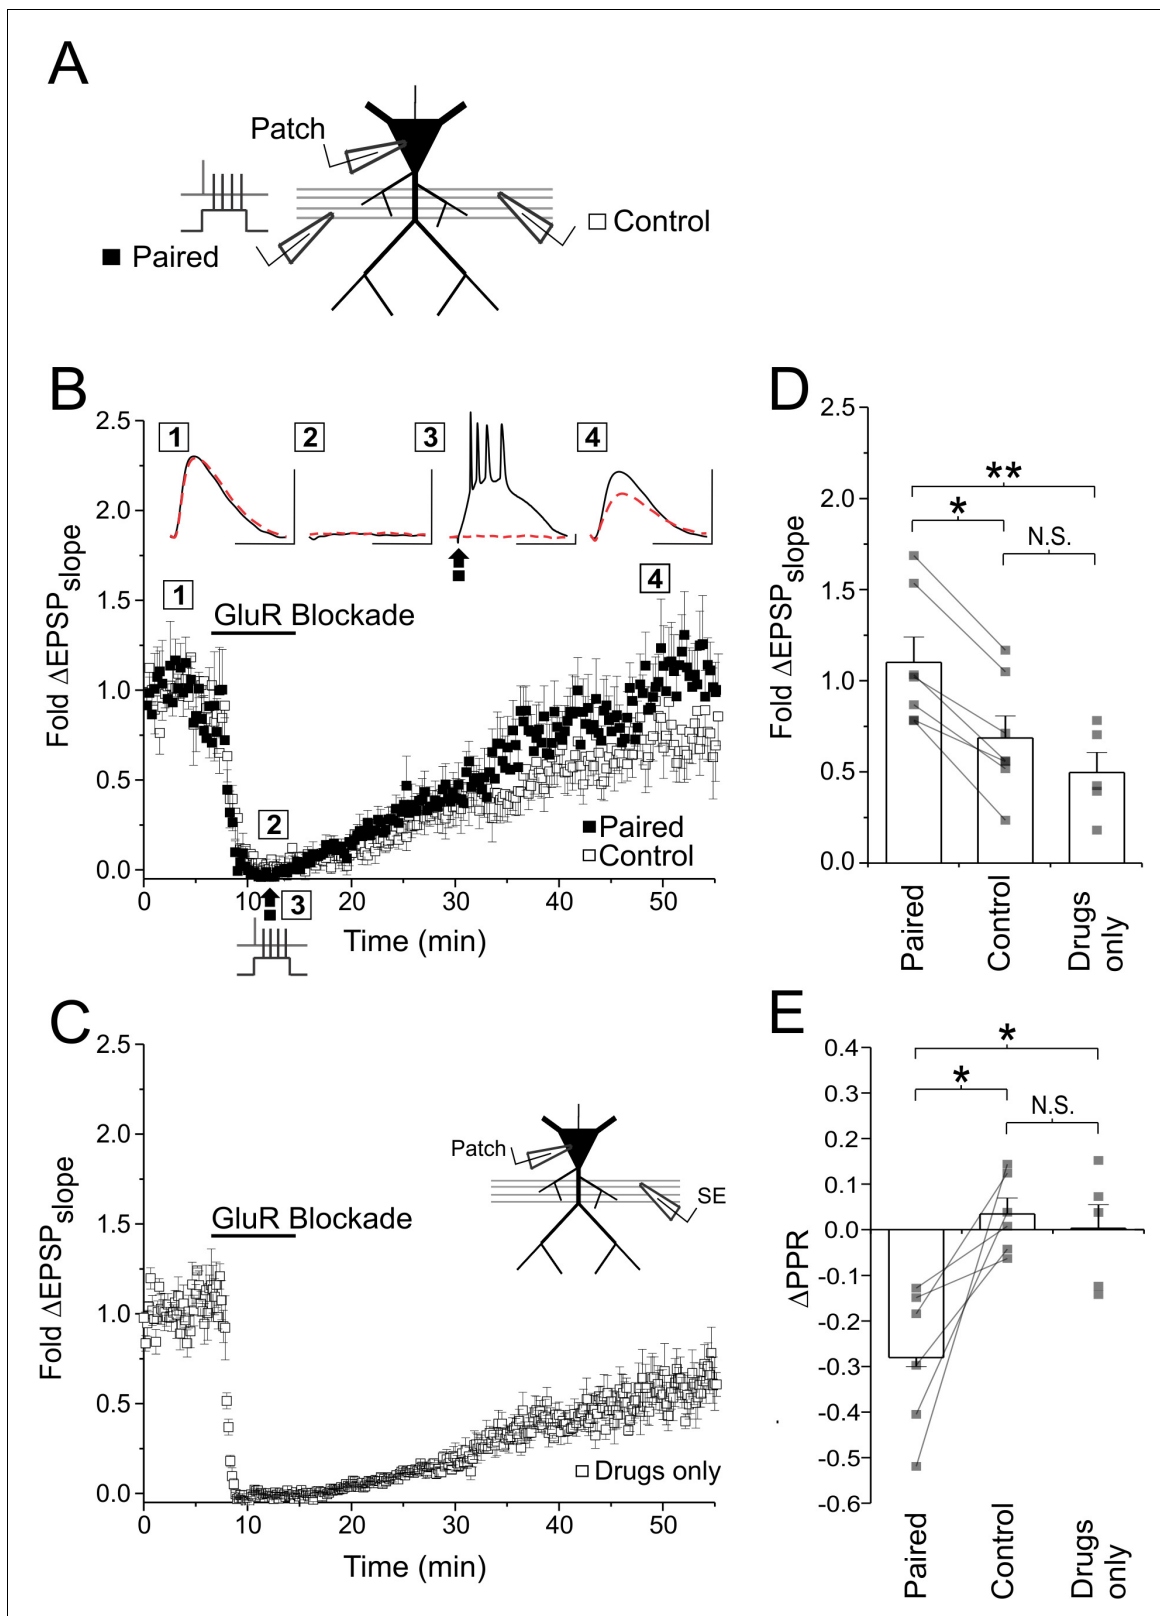 A
Patch
■ Paired
□ Control
B
Fold ΔEPSPslope
2.5
2.0
1.5
1.0
0.5
0.0
1
2
3
4
1
GluR Blockade
4
2
■Paired
□Control
0
10
20
30
40
50
3
Time (min)
C
Fold ΔEPSPslope
2.5
2.0
1.5
1.0
0.5
0.0
Patch
SE
GluR Blockade
□ Drugs only
0
10
20
30
40
50
Time (min)
D
Fold ΔEPSPslope
2.5
2.0
1.5
1.0
0.5
0.0
**
*
N.S.
Paired
Control
Drugs
only
E
ΔPPR
0.4
0.3
0.2
0.1
0.0
-0.1
-0.2
-0.3
-0.4
-0.5
-0.6
*
*
N.S.
Paired
Control
Drugs
only